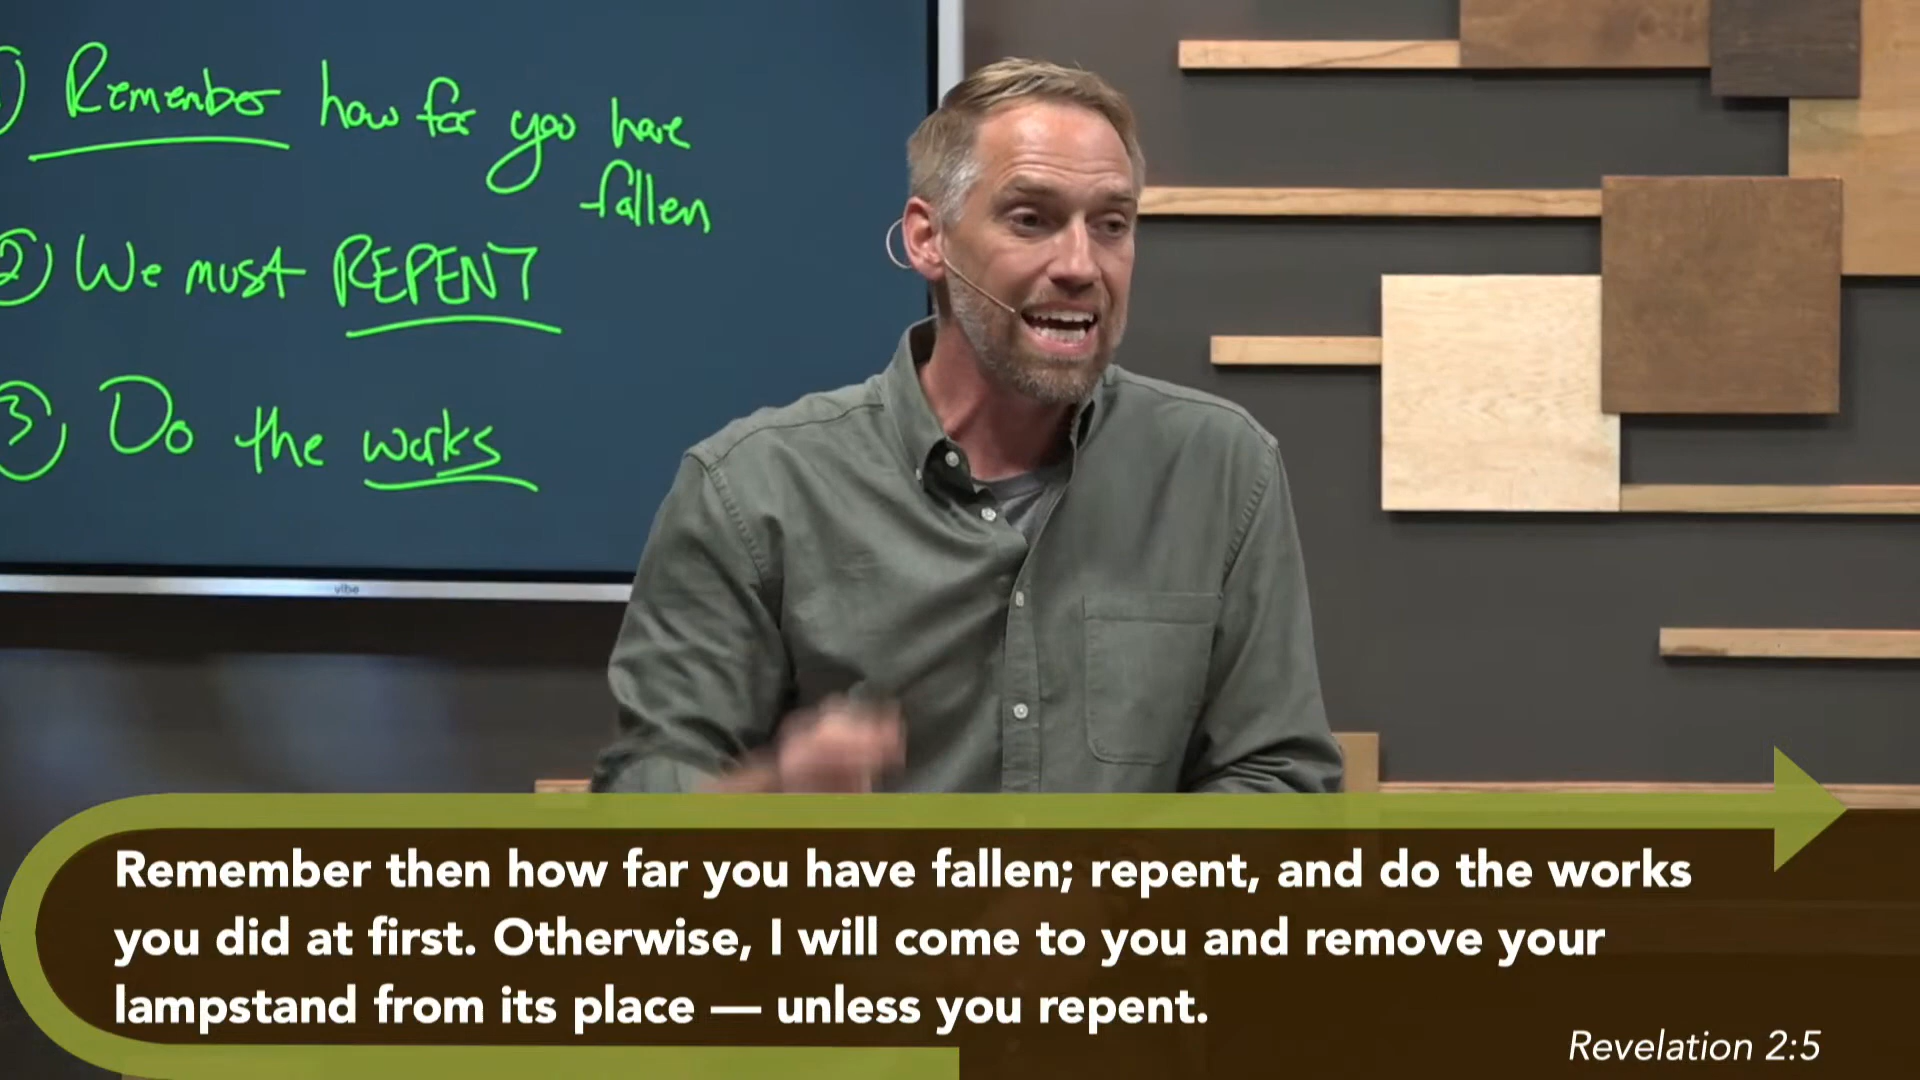 1) Remember how far you have
fallen
2) We must REPENT
3) Do the works
vibe
Remember then how far you have fallen; repent, and do the works
you did at first. Otherwise, I will come to you and remove your
lampstand from its place — unless you repent.
Revelation 2:5